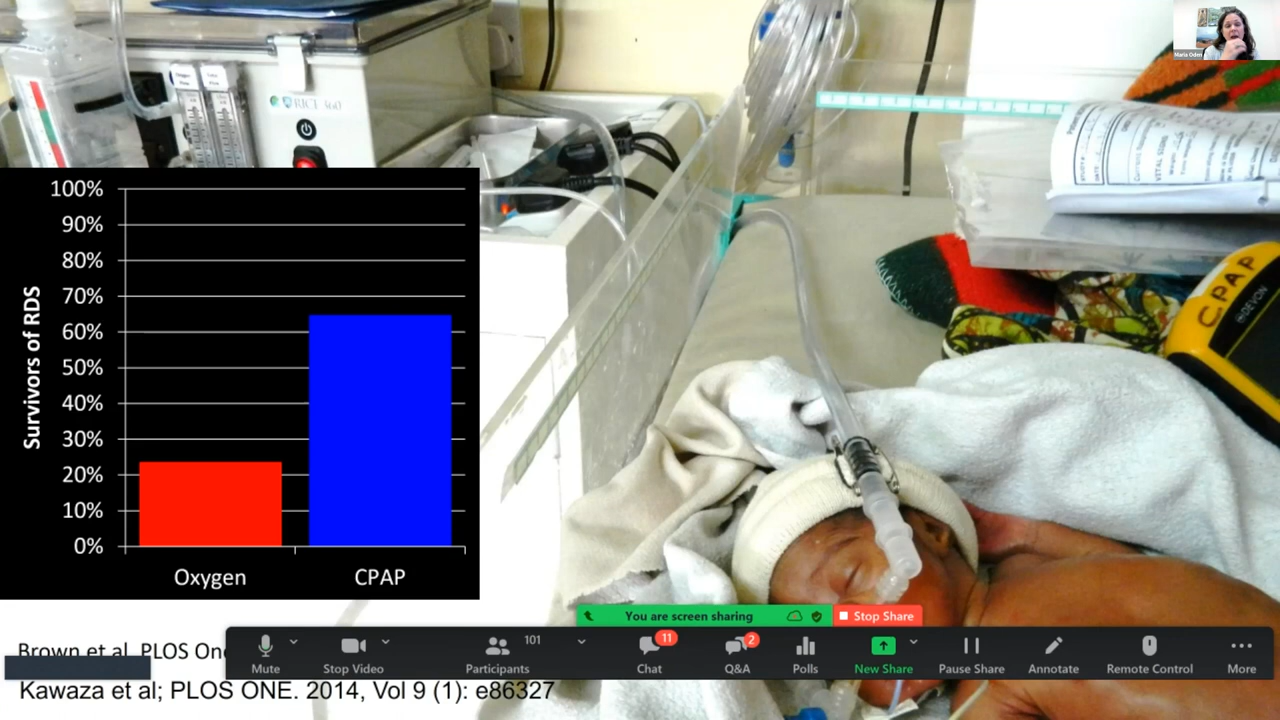 RICE 360
Maria Oden
CPAP
DEVON
100%
90%
80%
70%
60%
50%
40%
30%
20%
10%
0%
Survivors of RDS
Oxygen
CPAP
You are screen sharing
Stop Share
101
11
2
Mute
Stop Video
Participants
Chat
Q&A
Polls
New Share
Pause Share
Annotate
Remote Control
More
Brown et al. PLOS One
Kawaza et al; PLOS ONE. 2014, Vol 9 (1): e86327